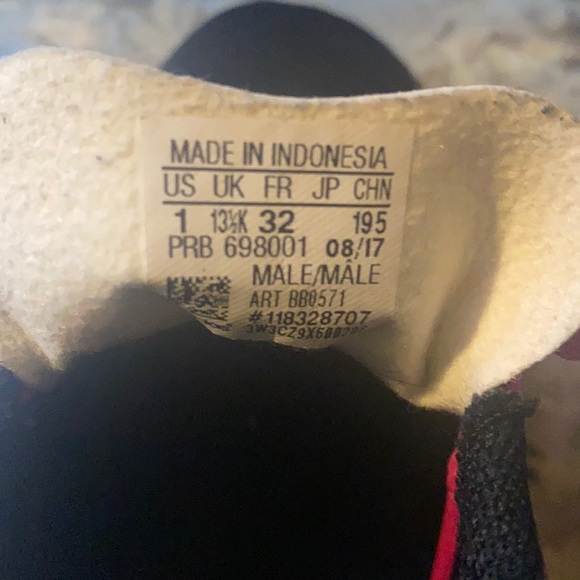 MADE IN INDONESIA
US UK FR JP CHN
1 13½K 32 195
PRB 698001 08/17
MALE/MÂLE
ART BB0571
#118328707